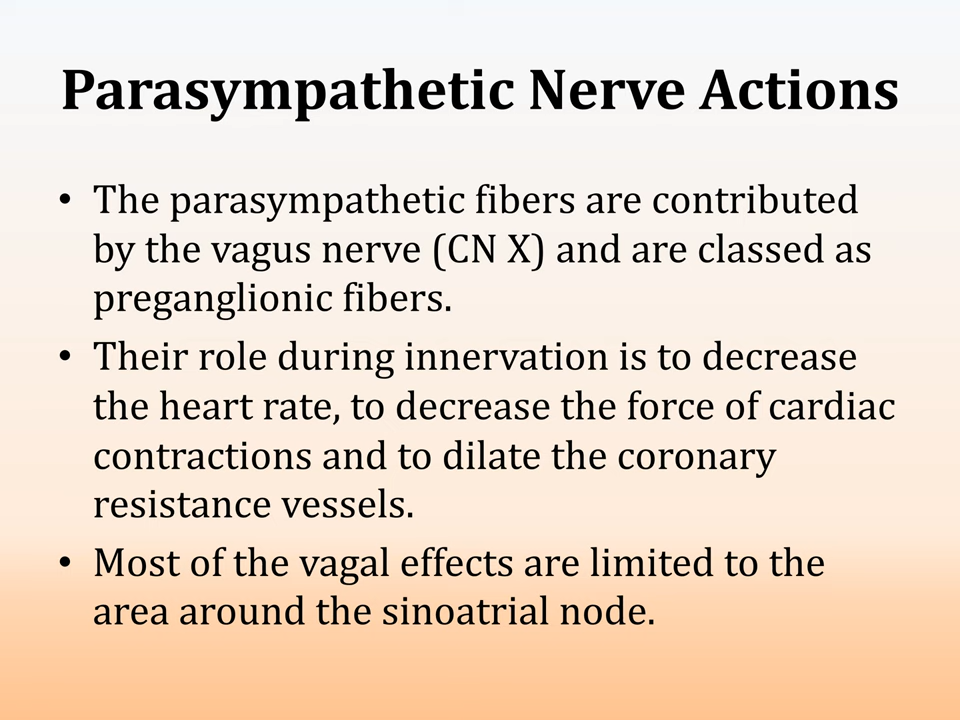 Parasympathetic Nerve Actions
• The parasympathetic fibers are contributed
by the vagus nerve (CN X) and are classed as
preganglionic fibers.
• Their role during innervation is to decrease
the heart rate, to decrease the force of cardiac
contractions and to dilate the coronary
resistance vessels.
• Most of the vagal effects are limited to the
area around the sinoatrial node.